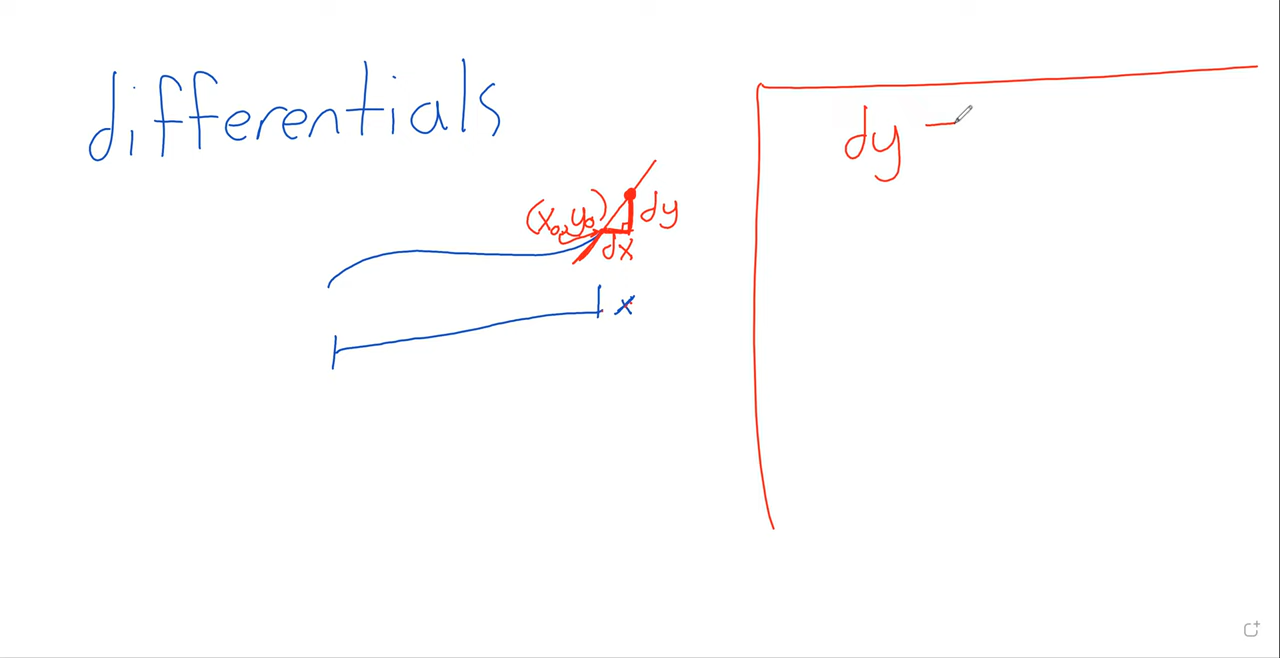 differentials
(x₀, y₀)
dy
dx
x
dy –